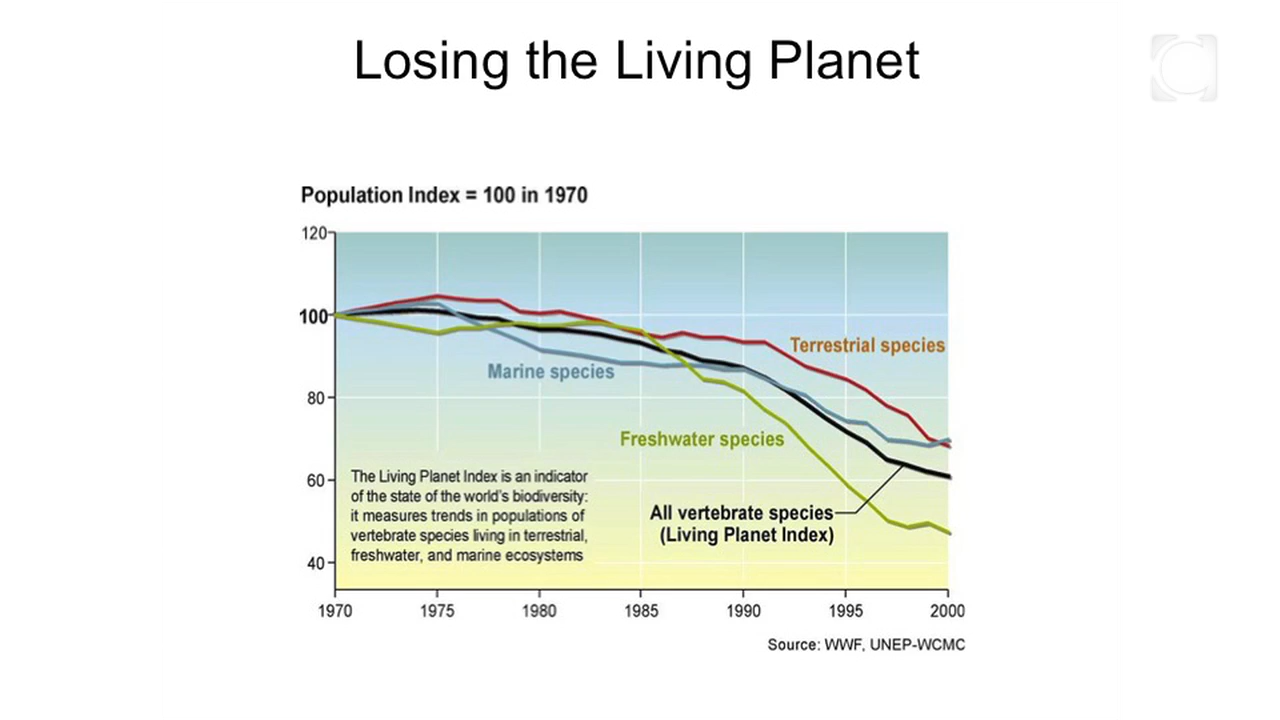 Losing the Living Planet
Population Index = 100 in 1970
120
100
80
60
40
Terrestrial species
Marine species
Freshwater species
The Living Planet Index is an indicator
of the state of the world's biodiversity:
it measures trends in populations of
vertebrate species living in terrestrial,
freshwater, and marine ecosystems
All vertebrate species
(Living Planet Index)
1970 1975 1980 1985 1990 1995 2000
Source: WWF, UNEP-WCMC